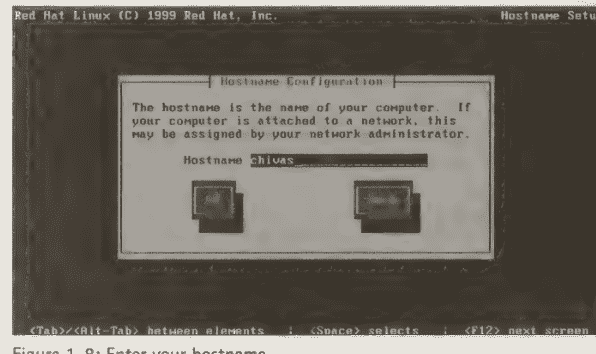 Red Hat Linux (C) 1999 Red Hat, Inc. Hostname Setu
Hostname Configuration
The hostname is the name of your computer. If
your computer is attached to a network, this
may be assigned by your network administrator.
Hostname chivas
<Tab>/<Alt-Tab> between elements | <Space> selects | <F12> next screen
Figure 1-8: Enter your hostname